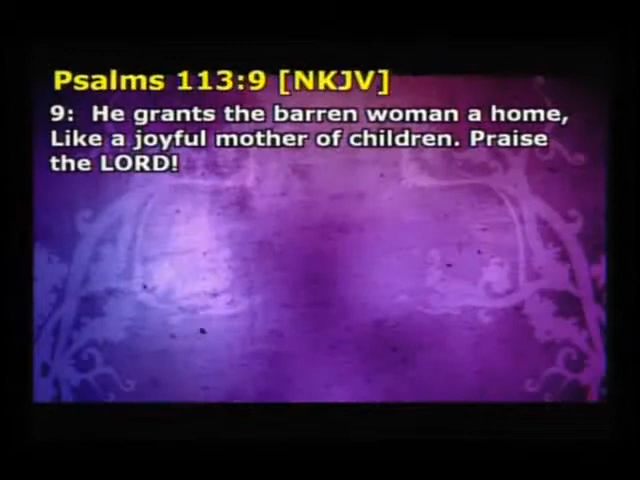 Psalms 113:9 [NKJV]
9: He grants the barren woman a home,
Like a joyful mother of children. Praise
the LORD!